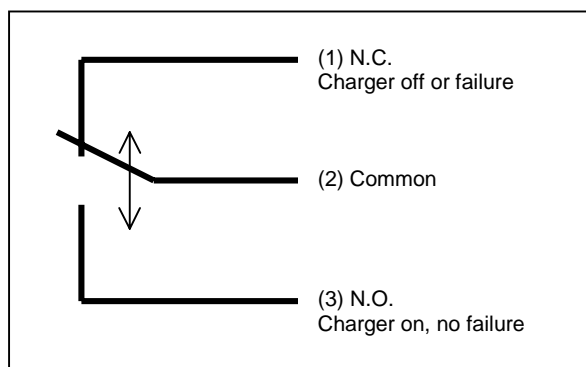 (1) N.C.
Charger off or failure
(2) Common
(3) N.O.
Charger on, no failure